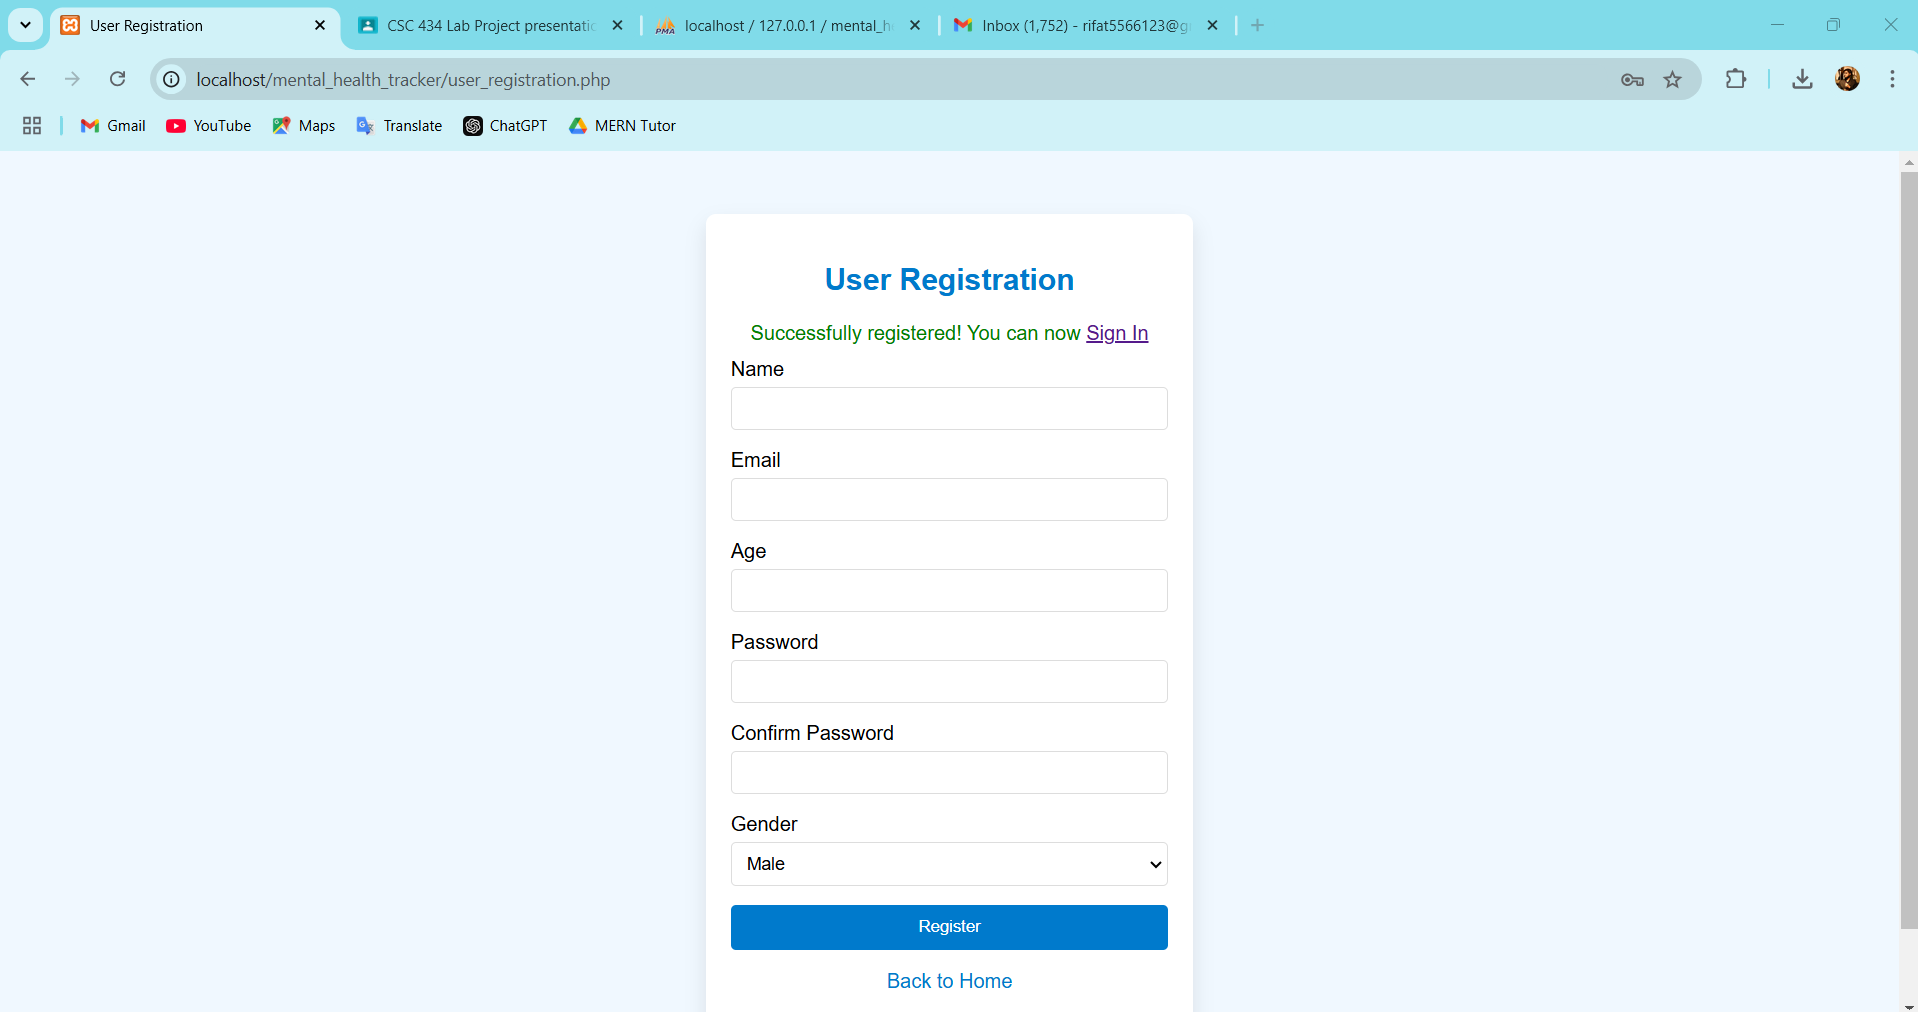 User Registration
CSC 434 Lab Project presentatic
localhost / 127.0.0.1 / mental_h
Inbox (1,752) - rifat5566123@g
localhost/mental_health_tracker/user_registration.php
Gmail
YouTube
Maps
Translate
ChatGPT
MERN Tutor
User Registration
Successfully registered! You can now Sign In
Name
Email
Age
Password
Confirm Password
Gender
Male
Register
Back to Home